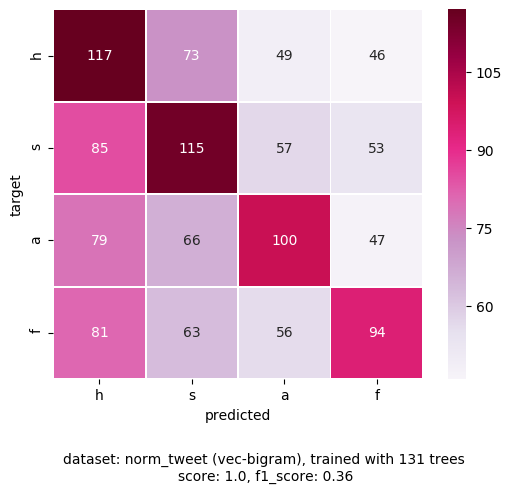 h 117 73 49 46
s 85 115 57 53
a 79 66 100 47
f 81 63 56 94
h s a f
target
predicted
105
90
75
60
dataset: norm_tweet (vec-bigram), trained with 131 trees
score: 1.0, f1_score: 0.36